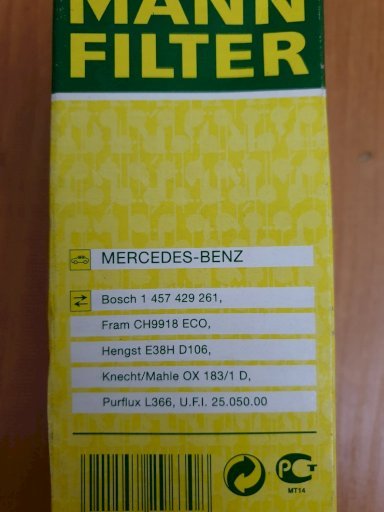 MANN
FILTER
MERCEDES-BENZ
Bosch 1 457 429 261,
Fram CH9918 ECO,
Hengst E38H D106,
Knecht/Mahle OX 183/1 D,
Purflux L366, U.F.I. 25.050.00
PCT
MT14